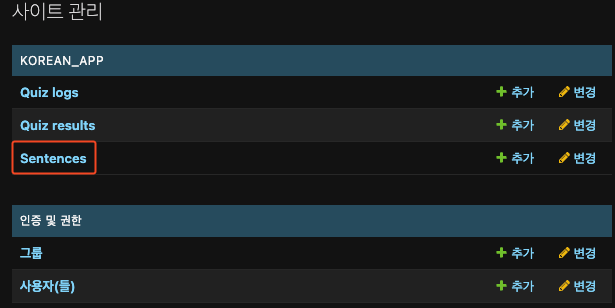 사이트 관리
KOREAN_APP
Quiz logs 추가 변경
Quiz results 추가 변경
Sentences 추가 변경
인증 및 권한
그룹 추가 변경
사용자(들) 추가 변경